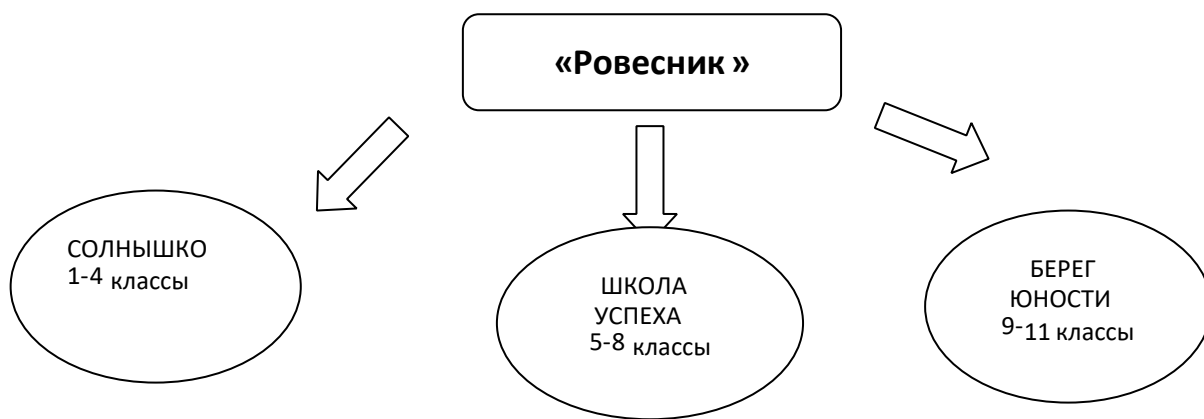 «Ровесник »
СОЛНЫШКО
1-4 классы
ШКОЛА
УСПЕХА
5-8 классы
БЕРЕГ
ЮНОСТИ
9-11 классы